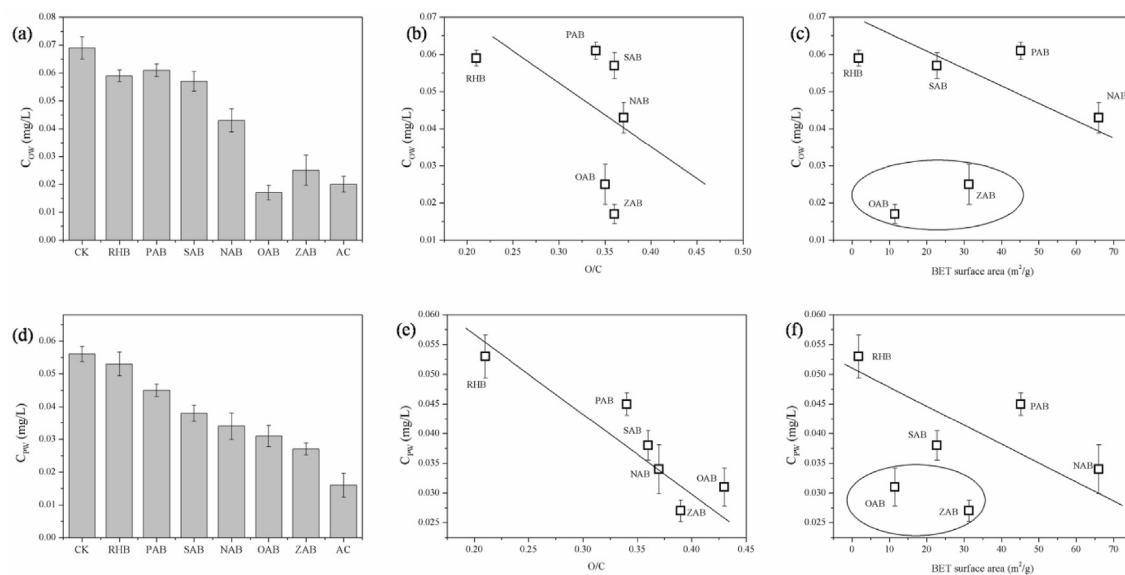 (a)
0.08
0.07
0.06
0.05
0.04
0.03
0.02
0.01
0.00
C_OW (mg/L)
CK RHB PAB SAB NAB OAB ZAB AC
(b)
0.07
0.06
0.05
0.04
0.03
0.02
0.01
C_OW (mg/L)
PAB
SAB
RHB
NAB
OAB
ZAB
0.20 0.25 0.30 0.35 0.40 0.45 0.50
O/C
(c)
0.07
0.06
0.05
0.04
0.03
0.02
0.01
C_OW (mg/L)
PAB
RHB
SAB
NAB
ZAB
OAB
0 10 20 30 40 50 60 70
BET surface area (m²/g)
(d)
0.06
0.05
0.04
0.03
0.02
0.01
0.00
C_PW (mg/L)
CK RHB PAB SAB NAB OAB ZAB AC
(e)
0.060
0.055
0.050
0.045
0.040
0.035
0.030
0.025
C_PW (mg/L)
RHB
PAB
SAB
NAB
OAB
ZAB
0.20 0.25 0.30 0.35 0.40 0.45
O/C
(f)
0.060
0.055
0.050
0.045
0.040
0.035
0.030
0.025
C_PW (mg/L)
RHB
PAB
SAB
NAB
OAB
ZAB
0 10 20 30 40 50 60 70
BET surface area (m²/g)